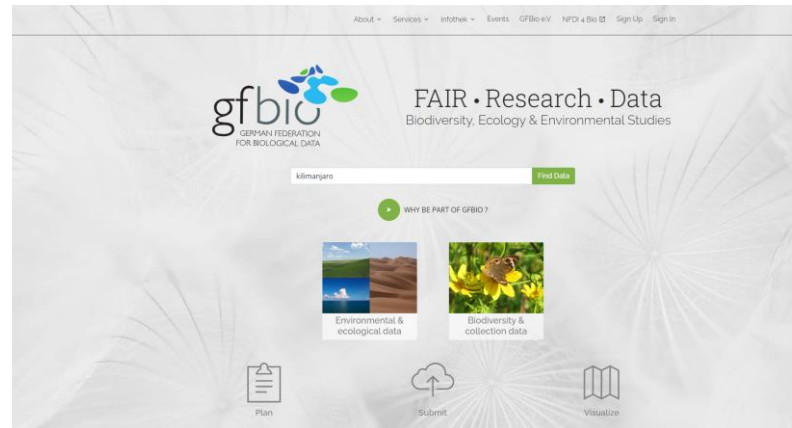 About Services Infothek Events GFBio e.V. NFDI 4 Bio Sign Up Sign In
gfbio
GERMAN FEDERATION
FOR BIOLOGICAL DATA
FAIR • Research • Data
Biodiversity, Ecology & Environmental Studies
kilimanjaro Find Data
WHY BE PART OF GFBIO ?
Environmental &
ecological data
Biodiversity &
collection data
Plan Submit Visualize